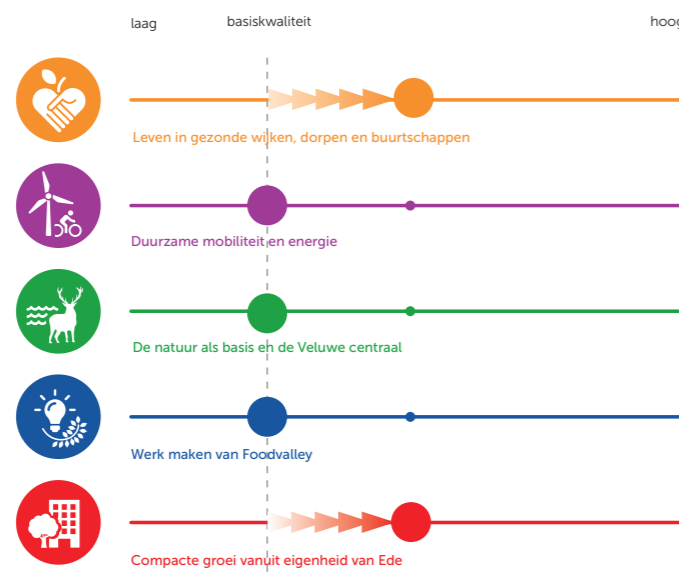 laag basiskwaliteit hoog
Leven in gezonde wijken, dorpen en buurtschappen
Duurzame mobiliteit en energie
De natuur als basis en de Veluwe centraal
Werk maken van Foodvalley
Compacte groei vanuit eigenheid van Ede